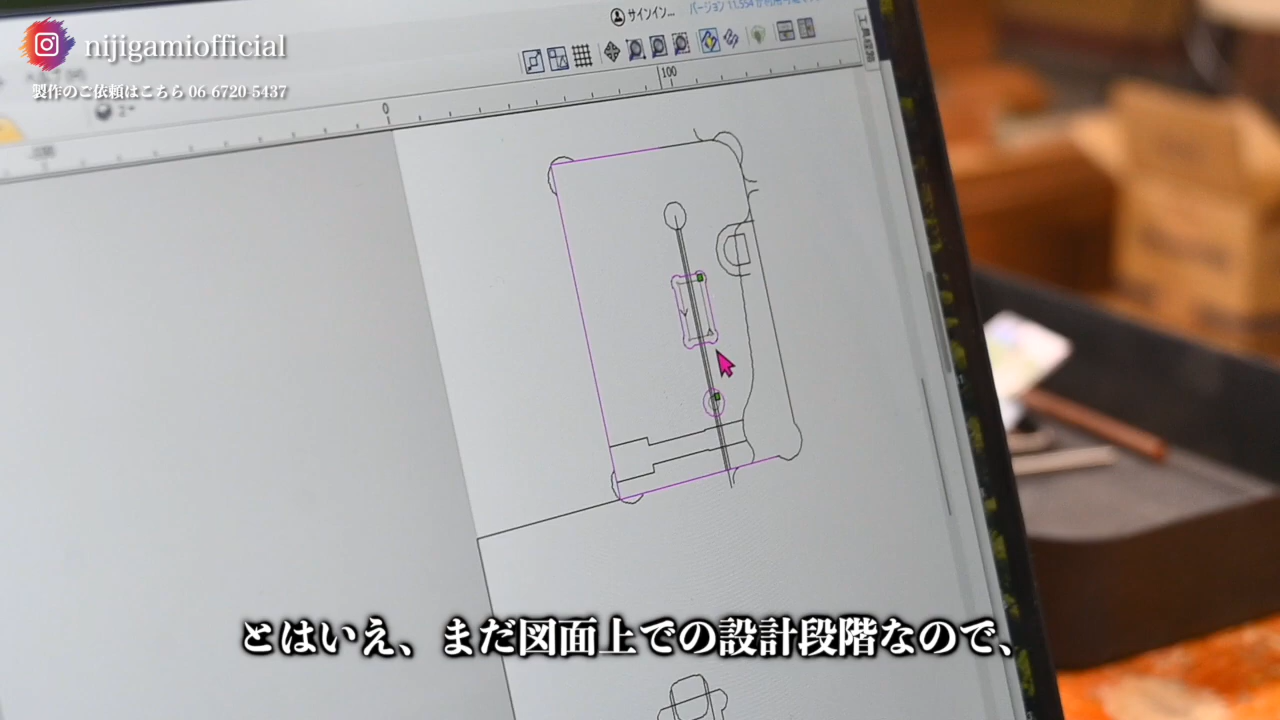 nijigamiofficial
製作のご依頼はこちら 06-6720-5437
サインイン...
0
100
とはいえ、まだ図面上での設計段階なので、